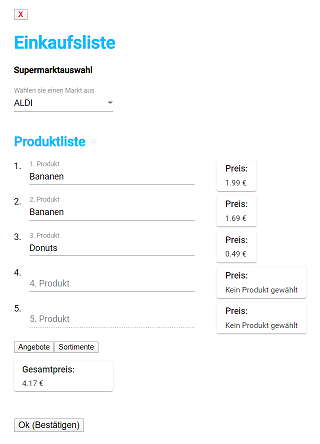 X
Einkaufsliste
Supermarktauswahl
Wählen sie einen Markt aus
ALDI
Produktliste
1. 1. Produkt
Bananen
Preis:
1.99 €
2. 2. Produkt
Bananen
Preis:
1.69 €
3. 3. Produkt
Donuts
Preis:
0.49 €
4. 4. Produkt
Preis:
Kein Produkt gewählt
5. 5. Produkt
Preis:
Kein Produkt gewählt
Angebote Sortimente
Gesamtpreis:
4.17 €
Ok (Bestätigen)